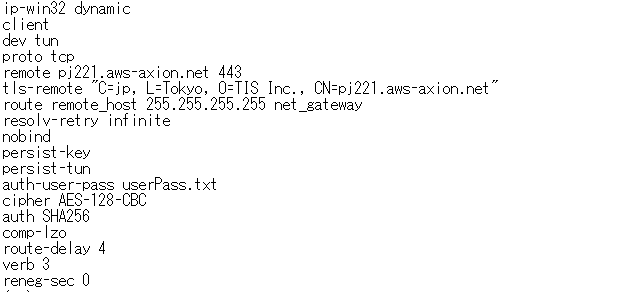 ip-win32 dynamic
client
dev tun
proto tcp
remote pj221.aws-axion.net 443
tls-remote "C=jp, L=Tokyo, O=TIS Inc., CN=pj221.aws-axion.net"
route remote_host 255.255.255.255 net_gateway
resolv-retry infinite
nobind
persist-key
persist-tun
auth-user-pass userPass.txt
cipher AES-128-CBC
auth SHA256
comp-lzo
route-delay 4
verb 3
reneg-sec 0